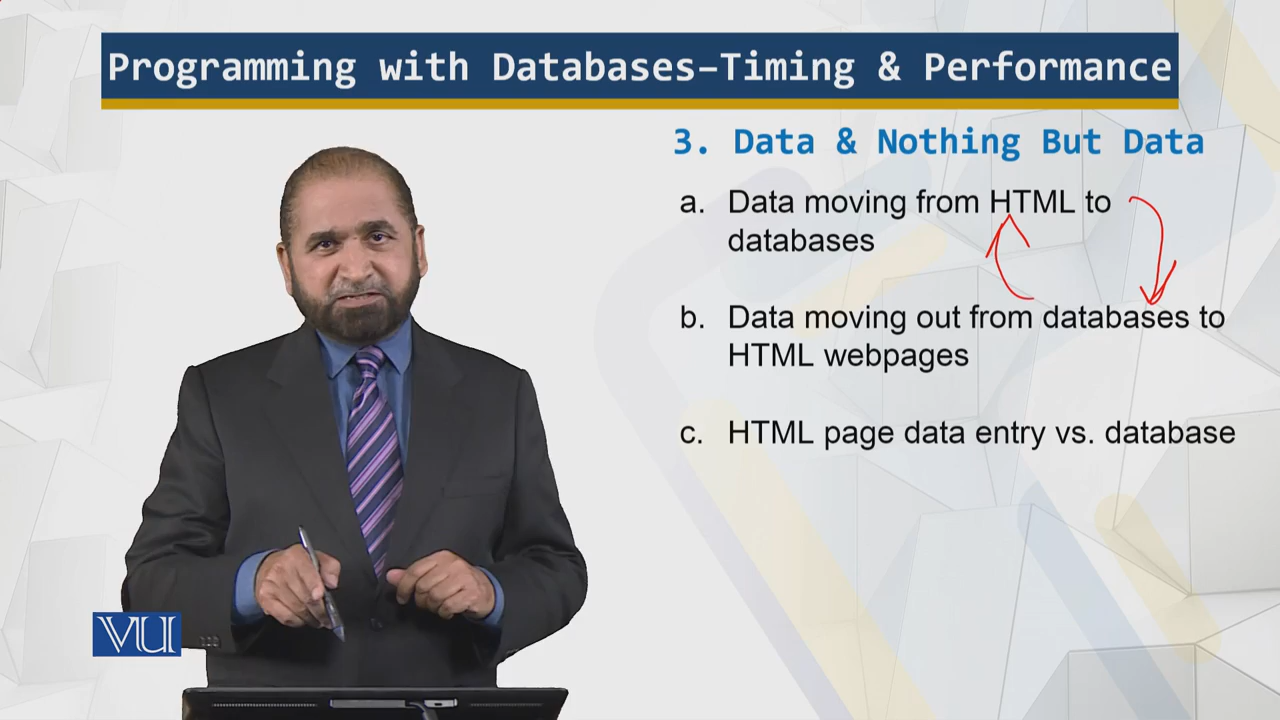 Programming with Databases–Timing & Performance
3. Data & Nothing But Data
a. Data moving from HTML to
databases
b. Data moving out from databases to
HTML webpages
c. HTML page data entry vs. database
VU